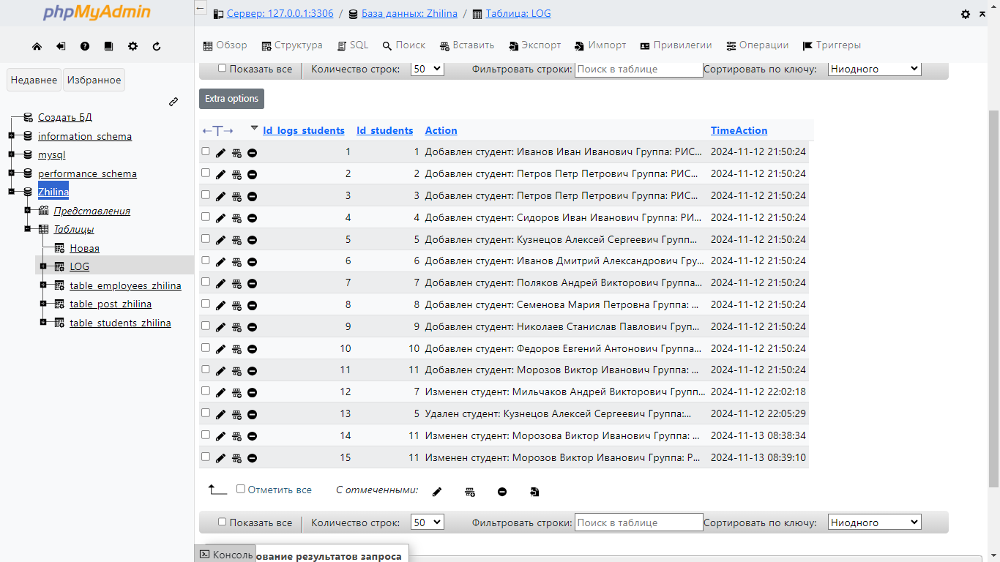 phpMyAdmin
Недавнее Избранное
Создать БД
information_schema
mysql
performance_schema
Zhilina
Представления
Таблицы
Новая
LOG
table_employees_zhilina
table_post_zhilina
table_students_zhilina
Сервер: 127.0.0.1:3306 / База данных: Zhilina / Таблица: LOG
Обзор Структура SQL Поиск Вставить Экспорт Импорт Привилегии Операции Триггеры
Показать все Количество строк: 50 Фильтровать строки: Поиск в таблице Сортировать по ключу: Ниодного
Extra options
←T→ Id_logs_students Id_students Action TimeAction
1 1 Добавлен студент: Иванов Иван Иванович Группа: РИС... 2024-11-12 21:50:24
2 2 Добавлен студент: Петров Петр Петрович Группа: РИС... 2024-11-12 21:50:24
3 3 Добавлен студент: Петров Петр Петрович Группа: РИС... 2024-11-12 21:50:24
4 4 Добавлен студент: Сидоров Иван Иванович Группа: РИ... 2024-11-12 21:50:24
5 5 Добавлен студент: Кузнецов Алексей Сергеевич Групп... 2024-11-12 21:50:24
6 6 Добавлен студент: Иванов Дмитрий Александрович Гру... 2024-11-12 21:50:24
7 7 Добавлен студент: Поляков Андрей Викторович Группа... 2024-11-12 21:50:24
8 8 Добавлен студент: Семенова Мария Петровна Группа: ... 2024-11-12 21:50:24
9 9 Добавлен студент: Николаев Станислав Павлович Груп... 2024-11-12 21:50:24
10 10 Добавлен студент: Федоров Евгений Антонович Группа... 2024-11-12 21:50:24
11 11 Добавлен студент: Морозов Виктор Иванович Группа: ... 2024-11-12 21:50:24
12 7 Изменен студент: Мильчаков Андрей Викторович Групп... 2024-11-12 22:02:18
13 5 Удален студент: Кузнецов Алексей Сергеевич Группа:... 2024-11-12 22:05:29
14 11 Изменен студент: Морозова Виктор Иванович Группа: ... 2024-11-13 08:38:34
15 11 Изменен студент: Морозов Виктор Иванович Группа: Р... 2024-11-13 08:39:10
Отметить все С отмеченными:
Показать все Количество строк: 50 Фильтровать строки: Поиск в таблице Сортировать по ключу: Ниодного
Консоль ование результатов запроса